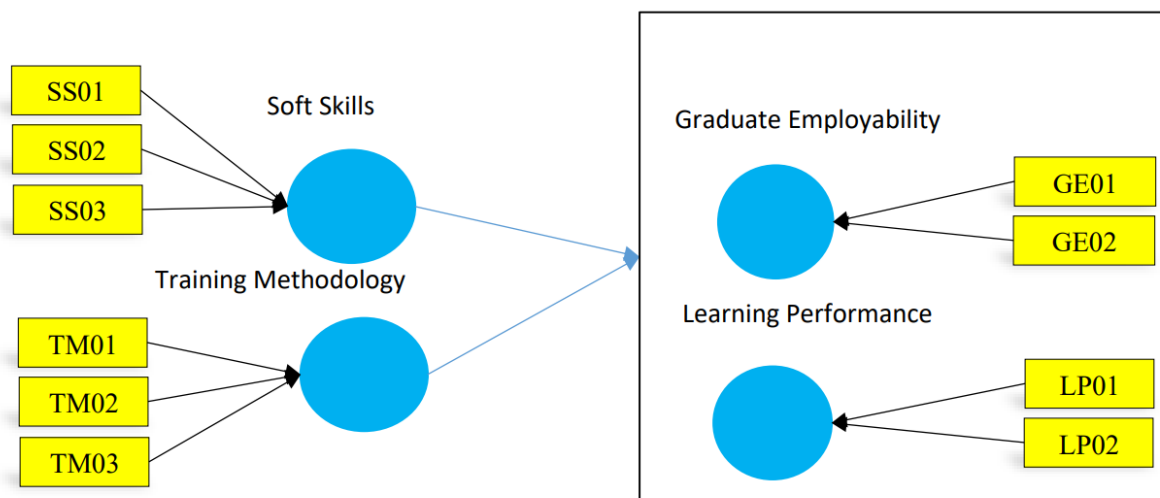 SS01
SS02
SS03
Soft Skills
Training Methodology
TM01
TM02
TM03
Graduate Employability
GE01
GE02
Learning Performance
LP01
LP02